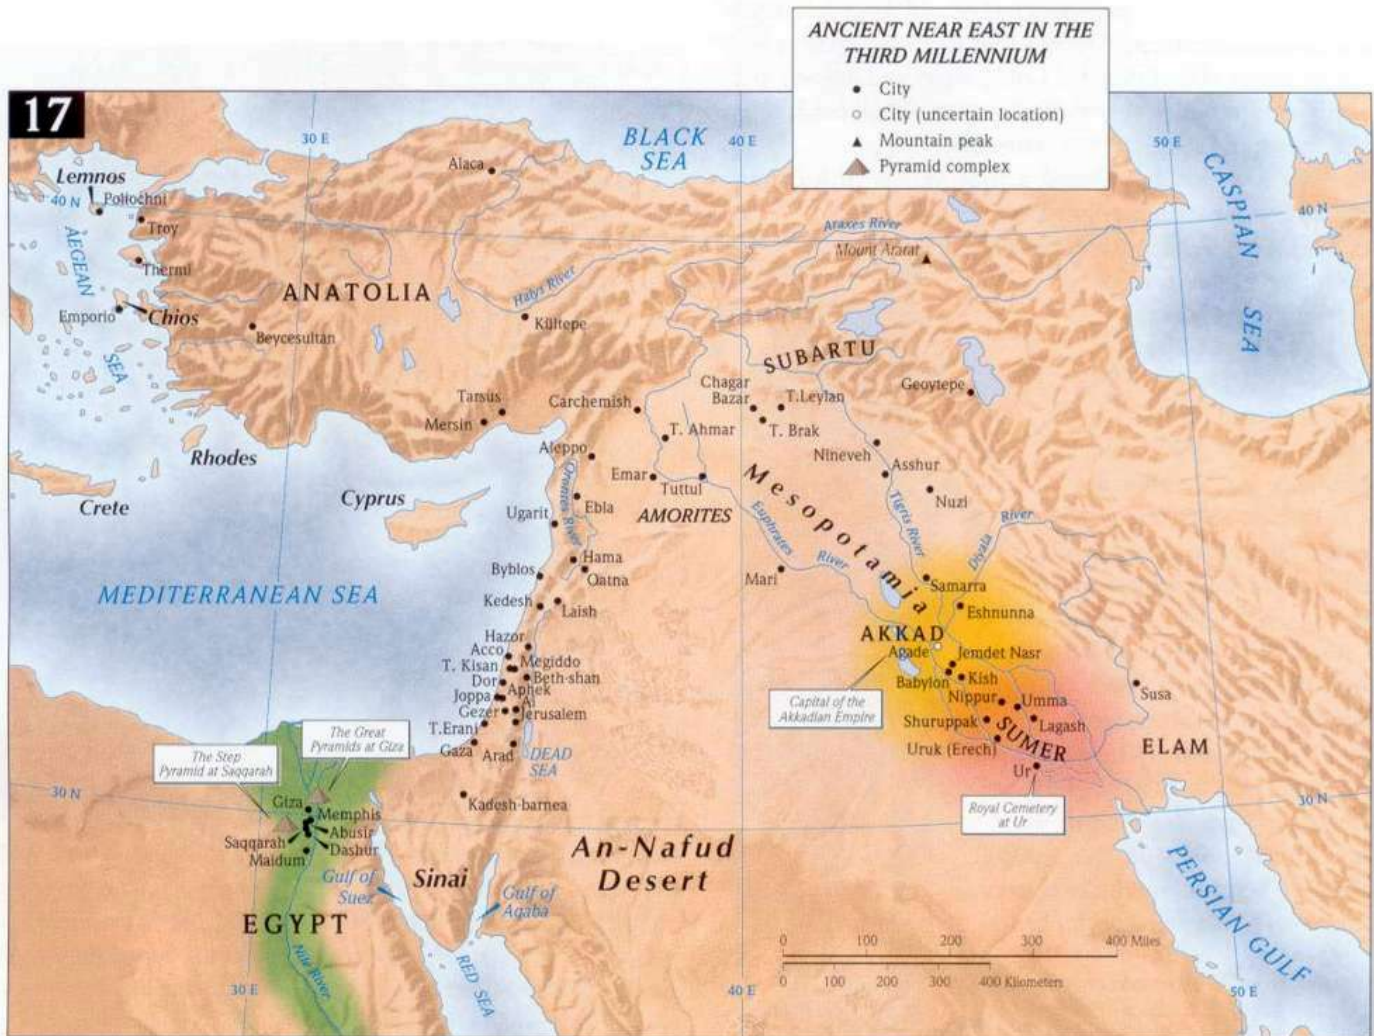 ANCIENT NEAR EAST IN THE
THIRD MILLENNIUM
City
City (uncertain location)
Mountain peak
Pyramid complex
17
30 E
BLACK
SEA
40 E
50 E
CASPIAN
SEA
Alaca
Lemnos
40 N
Poliochni
Troy
AEGEAN
SEA
Thermi
Araxes River
Mount Ararat
40 N
ANATOLIA
Halys River
Emporio
Chios
Beycesultan
Kültepe
SUBARTU
Geoytepe
Tarsus
Mersin
Carchemish
Chagar
Bazar
T.Leylan
T. Brak
T. Ahmar
Nineveh
Asshur
Rhodes
Aleppo
Emar
Tuttul
Mesopotamia
Nuzi
Crete
Cyprus
Orontes River
Ebla
AMORITES
Ugarit
Euphrates
River
Tigris River
Diyala
River
Hama
Oatna
Byblos
Mari
Samarra
MEDITERRANEAN SEA
Kedesh
Laish
Eshnunna
Hazor
AKKAD
Acco
T. Kisan
Megiddo
Agade
Jemdet Nasr
Dor
Beth-shan
Babylon
Kish
Joppa
Aphek
Nippur
Umma
Susa
Gezer
Ai
Jerusalem
Capital of the
Akkadian Empire
Shuruppak
Lagash
T.Erani
SUMER
Uruk (Erech)
ELAM
Gaza
Arad
DEAD
SEA
Ur
The Great
Pyramids at Giza
The Step
Pyramid at Saqqarah
30 N
Giza
Kadesh-barnea
Royal Cemetery
at Ur
30 N
Memphis
Abusir
Saqqarah
Dashur
Maidum
An-Nafud
Desert
Gulf of
Suez
Sinai
Gulf of
Aqaba
PERSIAN GULF
EGYPT
Nile River
RED SEA
0 100 200 300 400 Miles
0 100 200 300 400 Kilometers
30 E
40 E
50 E